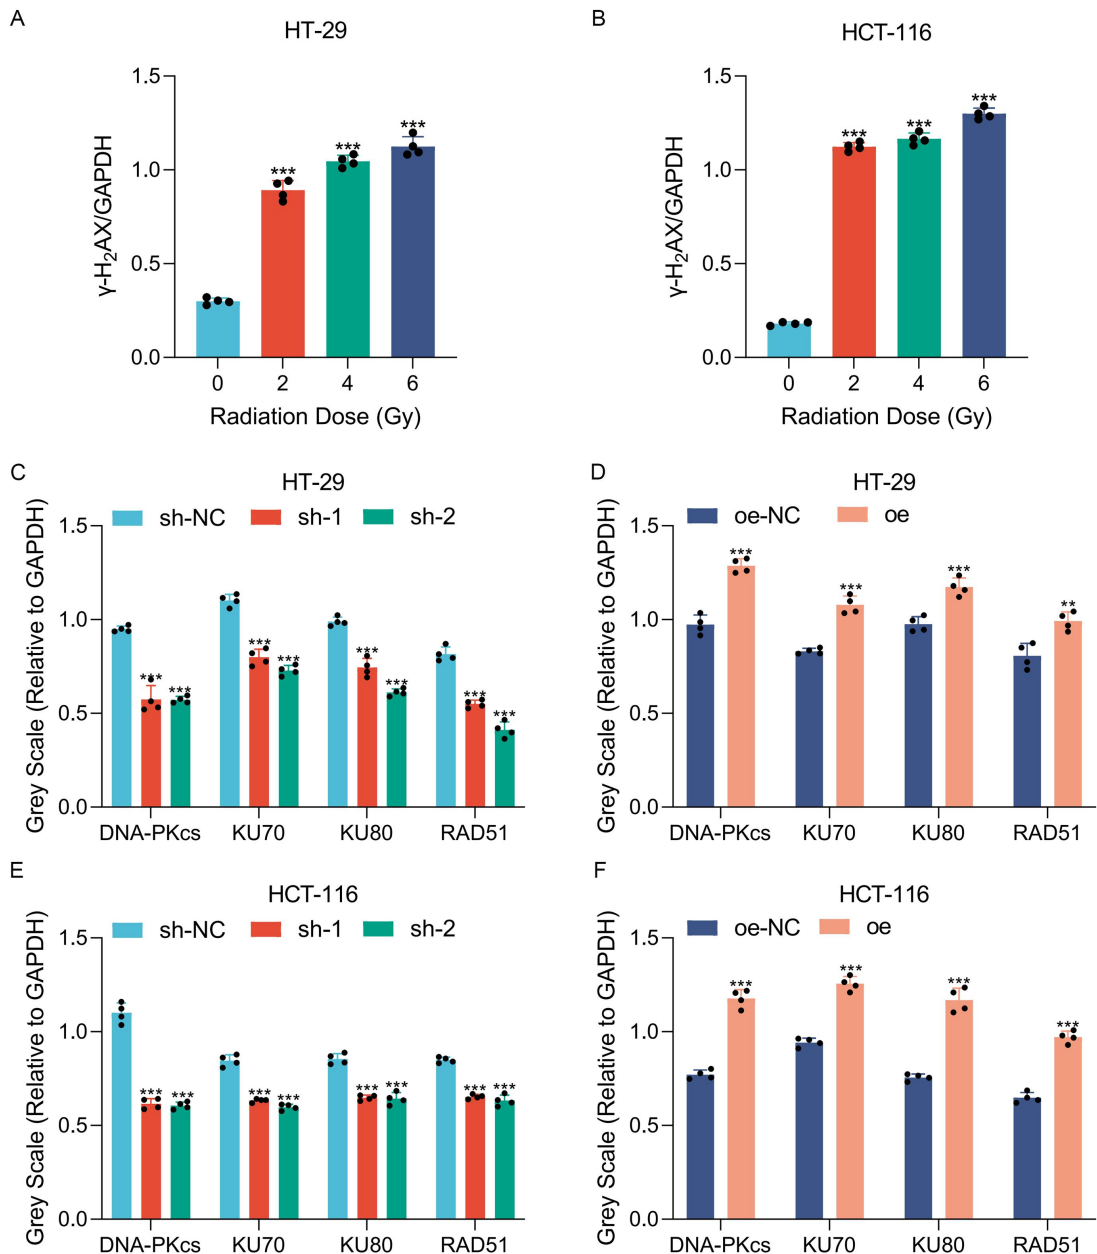 A
HT-29
γ-H₂AX/GAPDH
1.5
1.0
0.5
0.0
***
***
***
0 2 4 6
Radiation Dose (Gy)
B
HCT-116
γ-H₂AX/GAPDH
1.5
1.0
0.5
0.0
***
***
***
0 2 4 6
Radiation Dose (Gy)
C
HT-29
sh-NC sh-1 sh-2
Grey Scale (Relative to GAPDH)
1.5
1.0
0.5
0.0
*** ***
*** ***
*** ***
*** ***
DNA-PKcs KU70 KU80 RAD51
D
HT-29
oe-NC oe
Grey Scale (Relative to GAPDH)
1.5
1.0
0.5
0.0
***
***
***
**
DNA-PKcs KU70 KU80 RAD51
E
HCT-116
sh-NC sh-1 sh-2
Grey Scale (Relative to GAPDH)
1.5
1.0
0.5
0.0
*** ***
*** ***
*** ***
*** ***
DNA-PKcs KU70 KU80 RAD51
F
HCT-116
oe-NC oe
Grey Scale (Relative to GAPDH)
1.5
1.0
0.5
0.0
***
***
***
***
DNA-PKcs KU70 KU80 RAD51